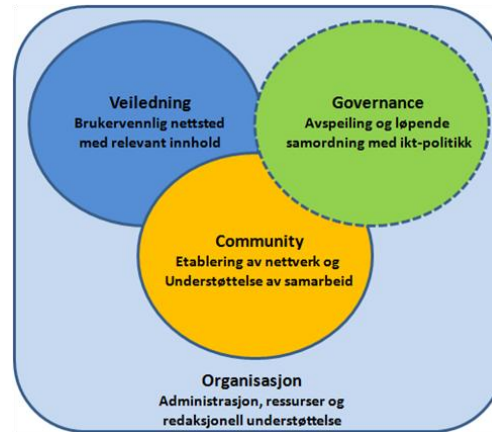 Veiledning
Brukervennlig nettsted
med relevant innhold
Governance
Avspeiling og løpende
samordning med ikt-politikk
Community
Etablering av nettverk og
Understøttelse av samarbeid
Organisasjon
Administrasjon, ressurser og
redaksjonell understøttelse